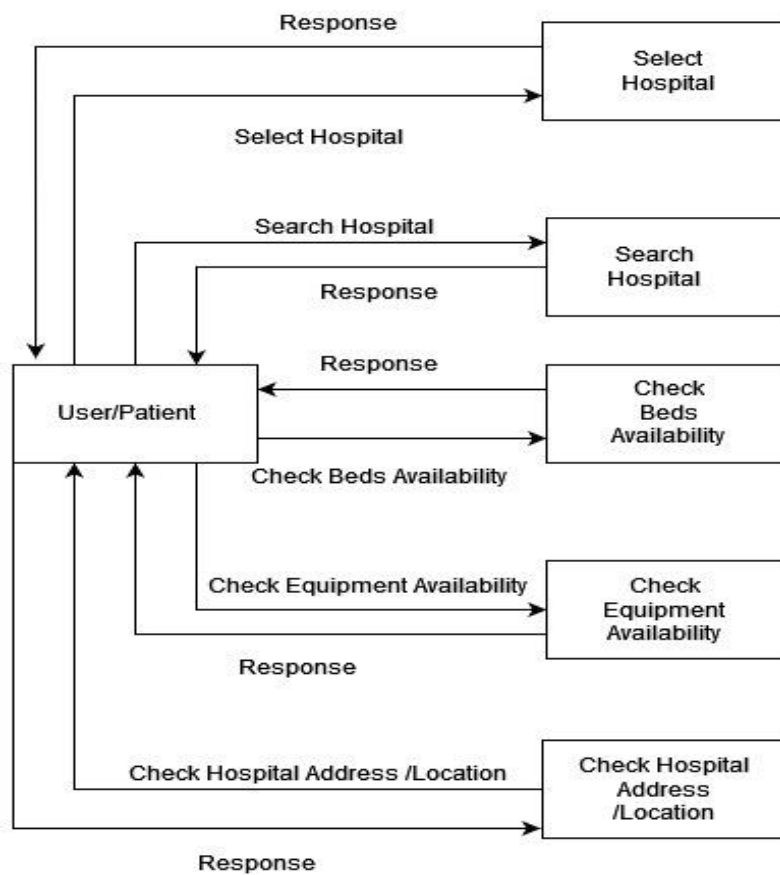 Response
Select
Hospital
Select Hospital
Search Hospital
Search
Hospital
Response
Response
User/Patient
Check
Beds
Availability
Check Beds Availability
Check Equipment Availability
Check
Equipment
Availability
Response
Check Hospital Address /Location
Check Hospital
Address
/Location
Response